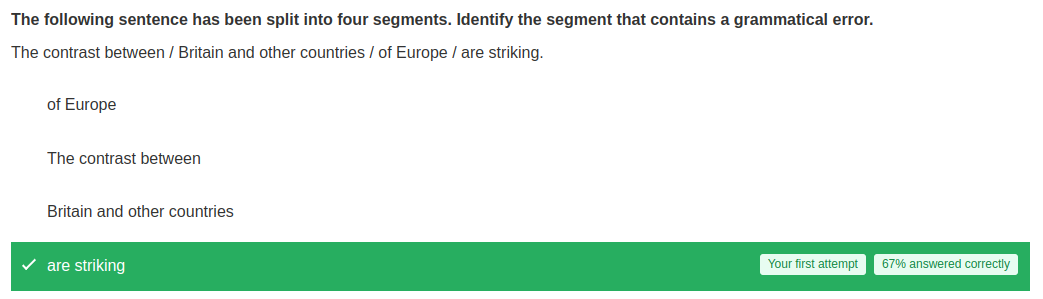 The following sentence has been split into four segments. Identify the segment that contains a grammatical error.
The contrast between / Britain and other countries / of Europe / are striking.
of Europe
The contrast between
Britain and other countries
are striking Your first attempt 67% answered correctly